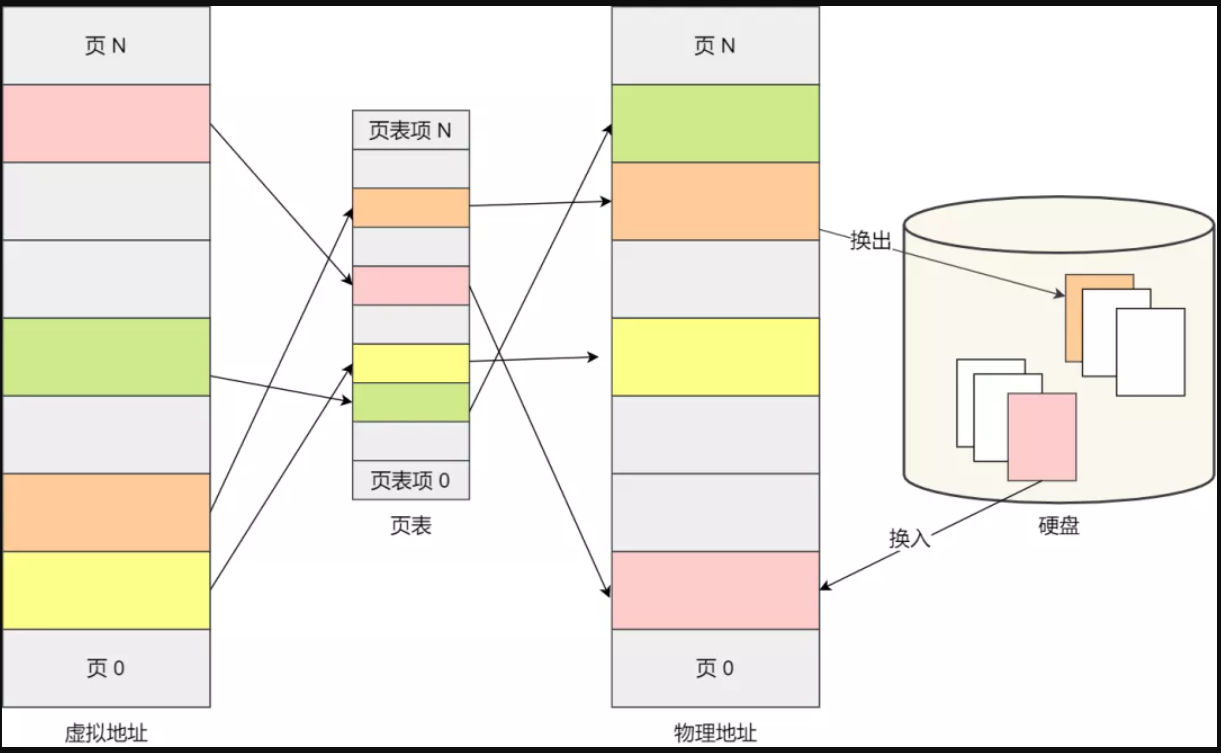 页 N
页 N
页表项 N
换出
页表项 0
页表
硬盘
换入
页 0
页 0
虚拟地址
物理地址